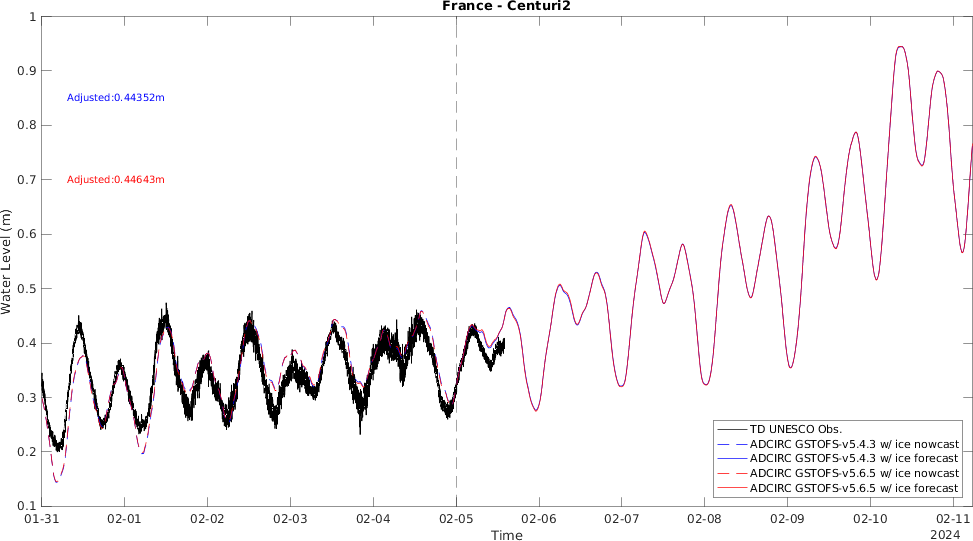 France - Centuri2
1
0.9
0.8
0.7
0.6
0.5
0.4
0.3
0.2
0.1
Water Level (m)
Adjusted:0.44352m
Adjusted:0.44643m
TD UNESCO Obs.
ADCIRC GSTOFS-v5.4.3 w/ ice nowcast
ADCIRC GSTOFS-v5.4.3 w/ ice forecast
ADCIRC GSTOFS-v5.6.5 w/ ice nowcast
ADCIRC GSTOFS-v5.6.5 w/ ice forecast
01-31 02-01 02-02 02-03 02-04 02-05 02-06 02-07 02-08 02-09 02-10 02-11
Time
2024